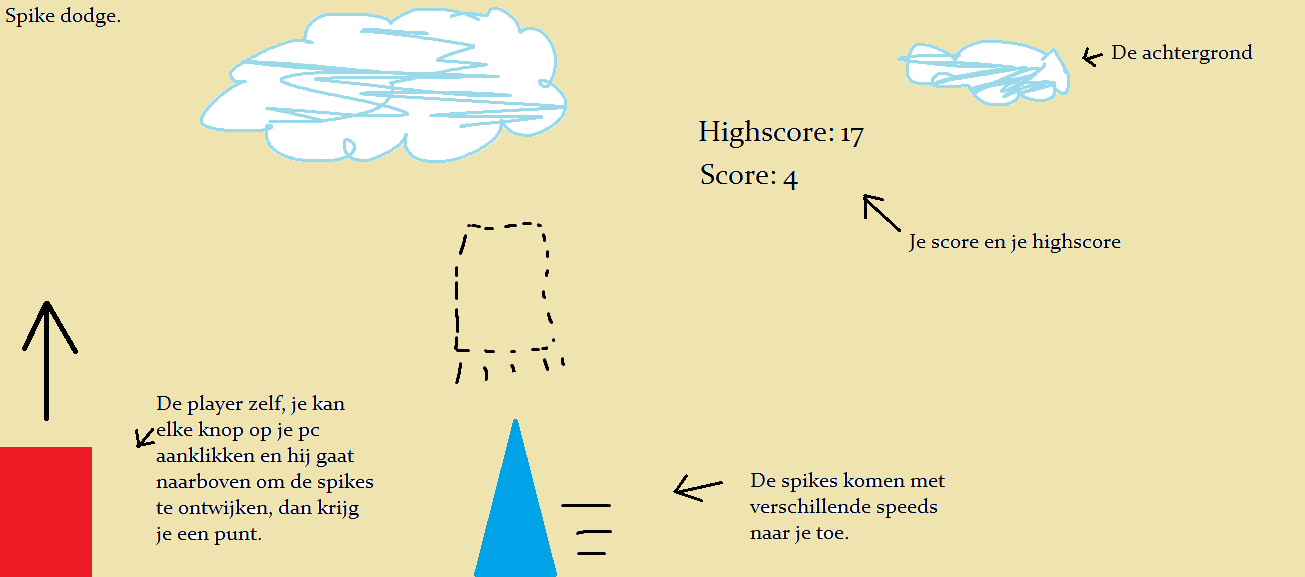 Spike dodge.
De achtergrond
Highscore: 17
Score: 4
Je score en je highscore
De player zelf, je kan
elke knop op je pc
aanklikken en hij gaat
naarboven om de spikes
te ontwijken, dan krijg
je een punt.
De spikes komen met
verschillende speeds
naar je toe.